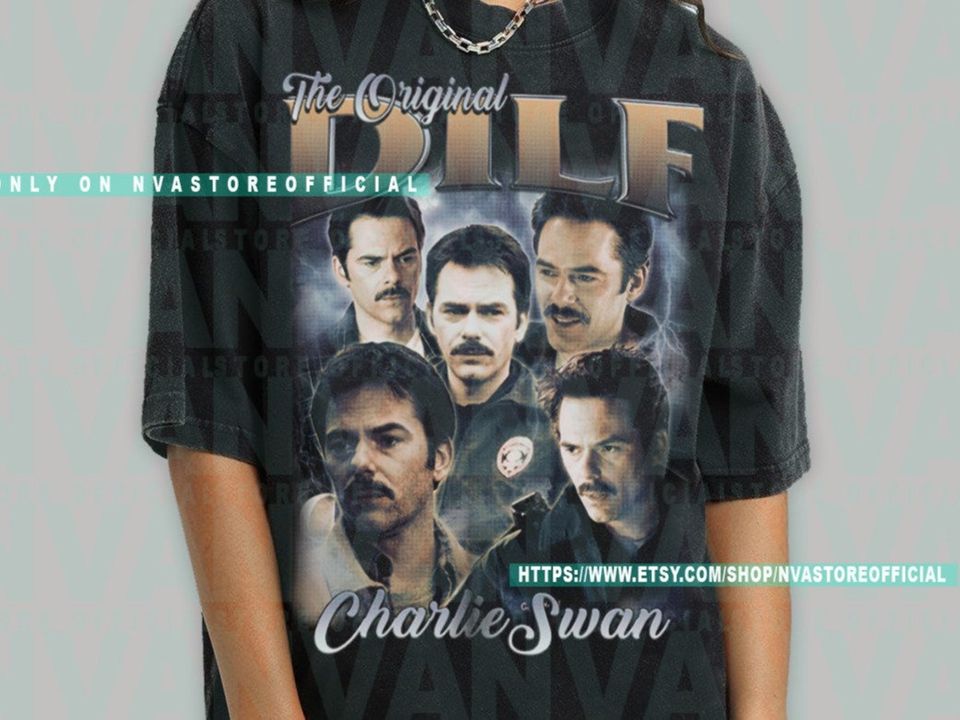 The Original
DILF
ONLY ON NVASTOREOFFICIAL
HTTPS://WWW.ETSY.COM/SHOP/NVASTOREOFFICIAL
Charlie Swan